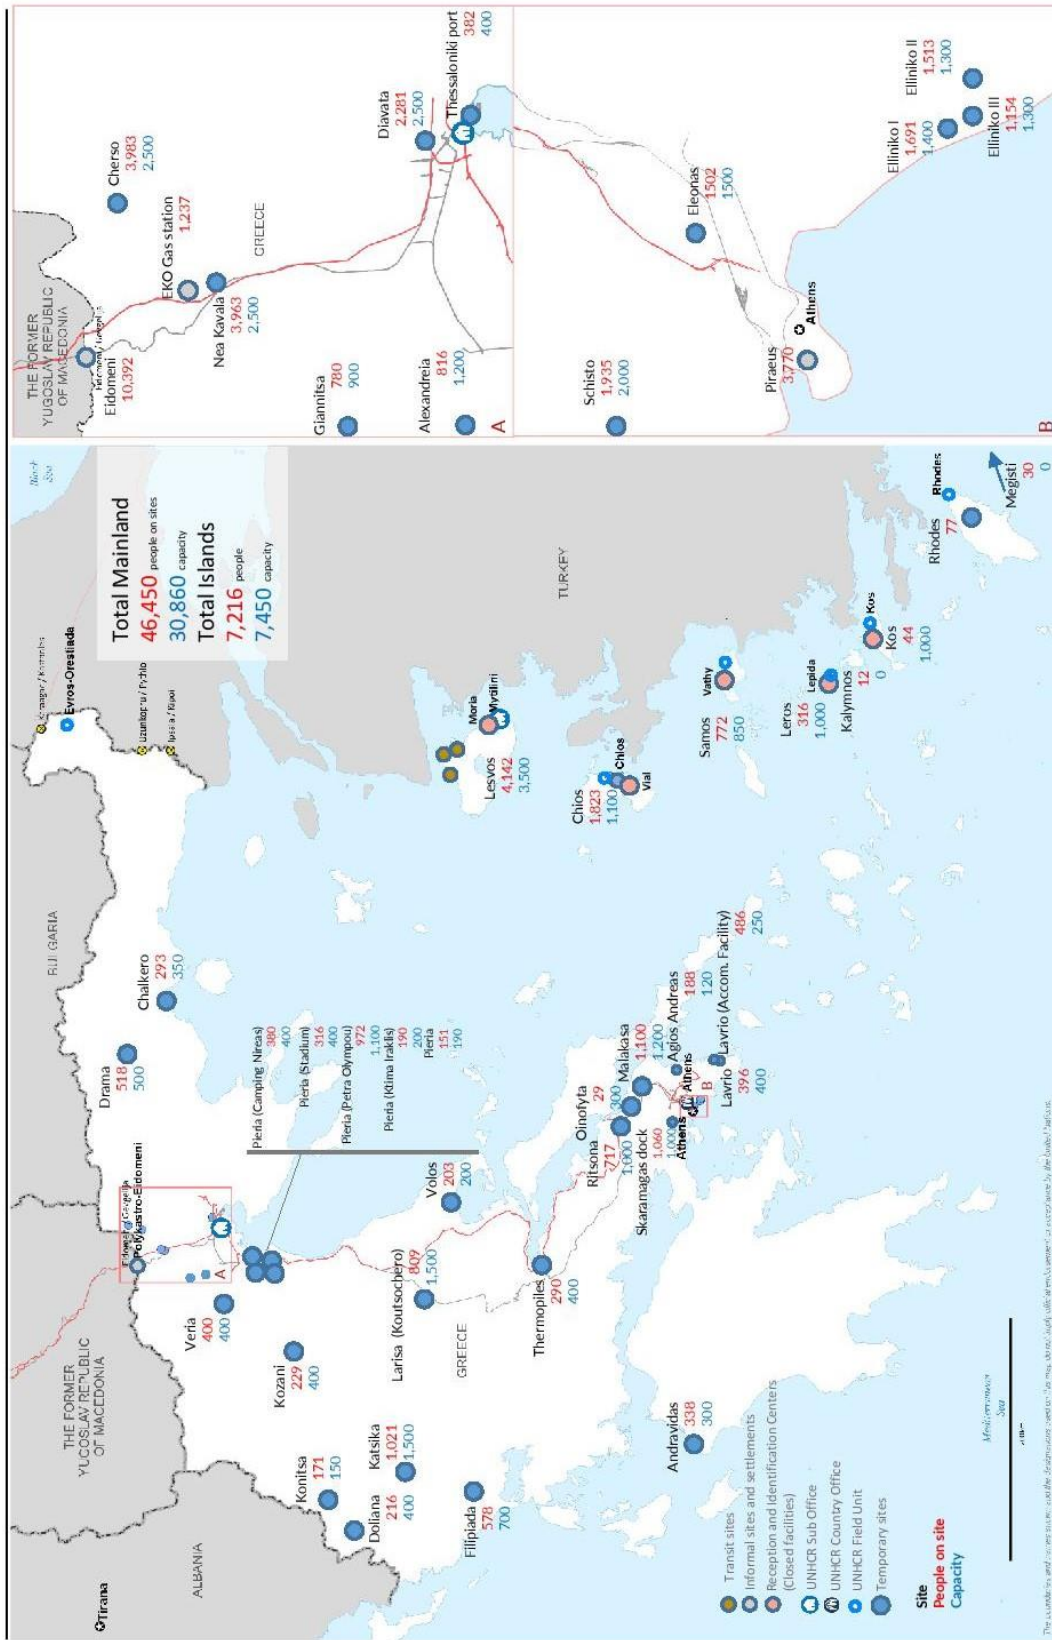 Black
Sea
BULGARIA
THE FORMER
YUGOSLAV REPUBLIC
OF MACEDONIA
ALBANIA
Tirana
GREECE
TURKEY
Mediterranean
Sea
Total Mainland
46,450 people on sites
30,860 capacity
Total Islands
7,216 people
7,450 capacity
Evros-Orestiada
Ipsala / Kipoi
Drama
518
500
Chalkero
293
350
Polykastro-Eidomeni
A
Veria
400
400
Kozani
229
400
Konitsa
171
150
Doliana
216
400
Katsika
1,021
1,500
Filipiada
578
700
Pieria (Camping Nireas)
380
400
Pieria (Stadium)
316
400
Pieria (Petra Olympou)
972
1,100
Pieria (Ktima Iraklis)
190
200
Pieria
151
190
Larisa (Koutsochero)
809
1,500
Volos
203
200
Thermopiles
290
400
Andravidas
338
300
Ritsona
717
1,000
Oinofyta
29
300
Malakasa
1,100
1,200
Skaramagas dock
1,060
1,000
Athens
Agios Andreas
188
120
Athens
B
Lavrio
396
400
Lavrio (Accom. Facility)
486
250
Moria
Mytilini
Lesvos
4,142
3,500
Chios
1,823
1,100
Chios
Vial
Vathy
Samos
772
850
Leros
316
1,000
Lepida
Kalymnos
12
0
Kos
Kos
44
1,000
Rhodes
77
Rhodes
Megisti
30
0
Transit sites
Informal sites and settlements
Reception and Identification Centers
(Closed facilities)
UNHCR Sub Office
UNHCR Country Office
UNHCR Field Unit
Temporary sites
Site
People on site
Capacity
THE FORMER
YUGOSLAV REPUBLIC
OF MACEDONIA
Eidomeni
10,392
Cherso
3,983
2,500
EKO Gas station
1,237
Nea Kavala
3,963
2,500
GREECE
Giannitsa
780
900
Alexandreia
816
1,200
Diavata
2,281
2,500
Thessaloniki port
382
400
A
Schisto
1,935
2,000
Eleonas
1502
1500
Piraeus
3,770
Athens
Elliniko I
1,691
1,400
Elliniko II
1,513
1,300
Elliniko III
1,154
1,300
B